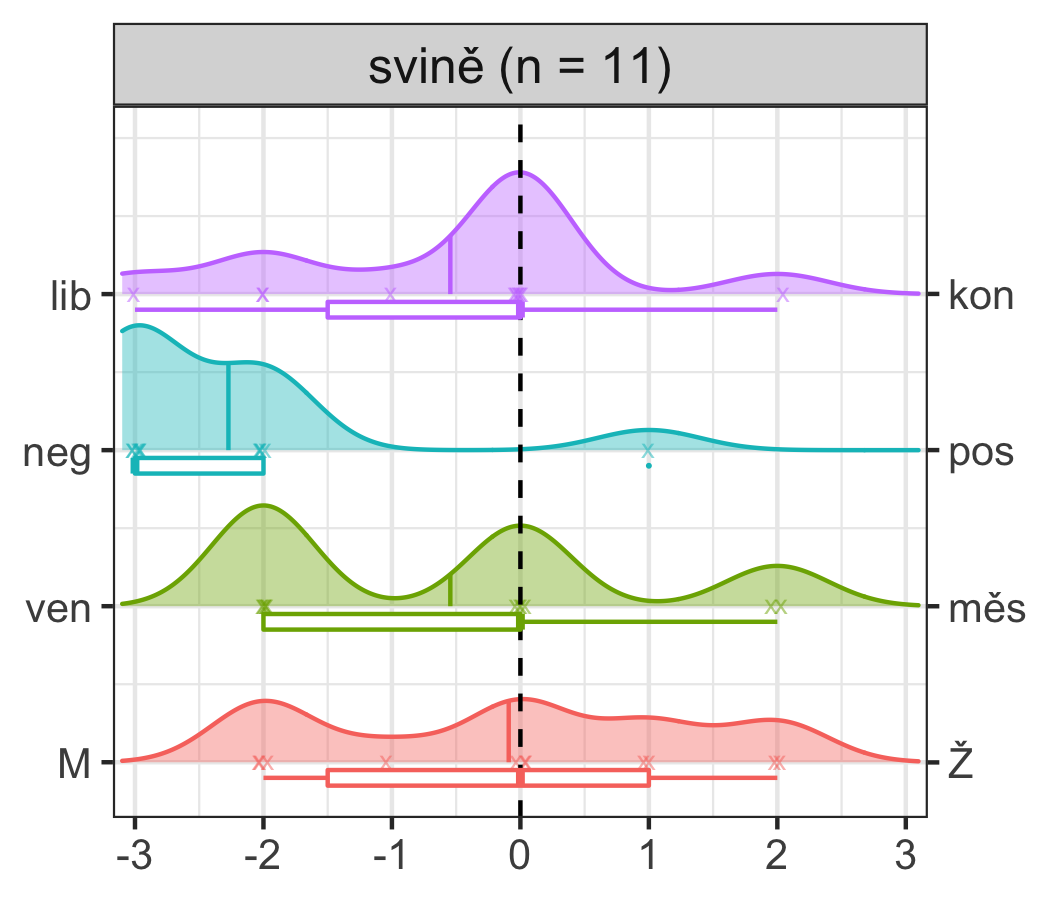 svině (n = 11)
lib kon
neg pos
ven měs
M Ž
-3 -2 -1 0 1 2 3